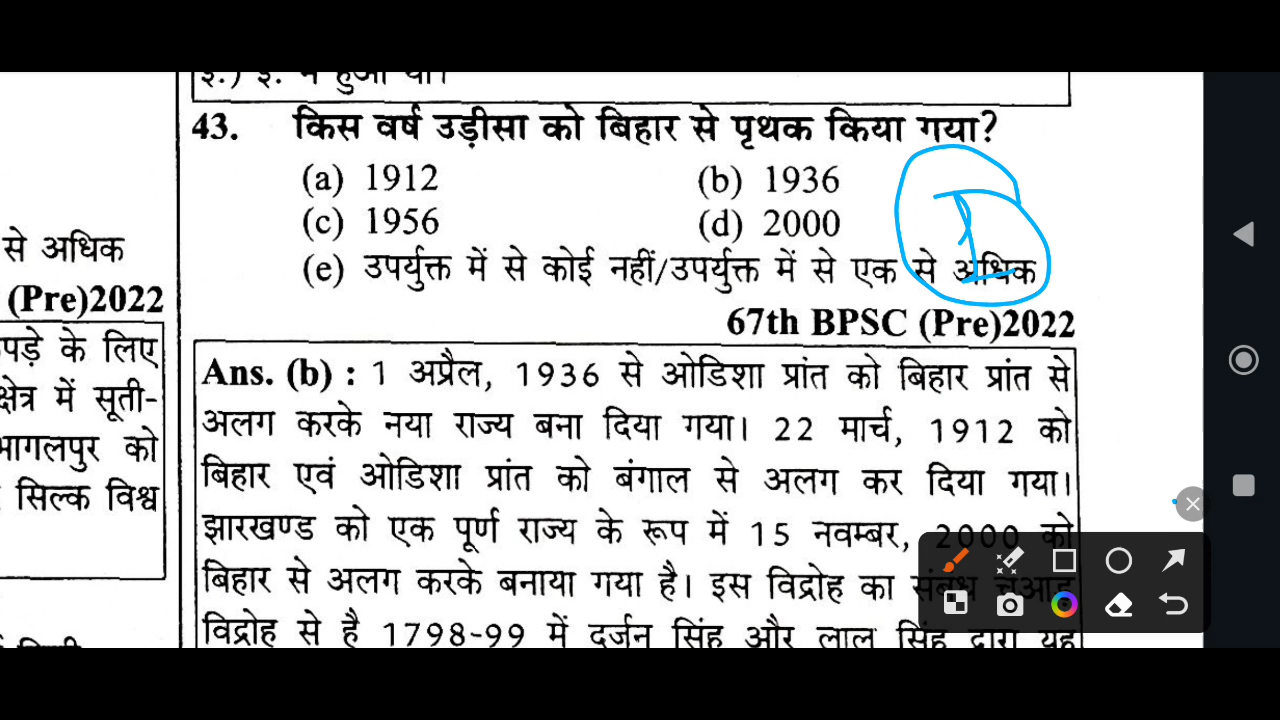 43. किस वर्ष उड़ीसा को बिहार से पृथक किया गया?
(a) 1912 (b) 1936
(c) 1956 (d) 2000
(e) उपर्युक्त में से कोई नहीं/उपर्युक्त में से एक से अधिक
67th BPSC (Pre)2022
Ans. (b) : 1 अप्रैल, 1936 से ओडिशा प्रांत को बिहार प्रांत से
अलग करके नया राज्य बना दिया गया। 22 मार्च, 1912 को
बिहार एवं ओडिशा प्रांत को बंगाल से अलग कर दिया गया।
झारखण्ड को एक पूर्ण राज्य के रूप में 15 नवम्बर, 2000 को
बिहार से अलग करके बनाया गया है। इस विद्रोह का संबंध चुआड़
विद्रोह से है 1798-99 में दुर्जन सिंह और लाल सिंह द्वारा यह
से अधिक
(Pre)2022
के लिए
क्षेत्र में सूती-
भागलपुर को
सिल्क विश्व